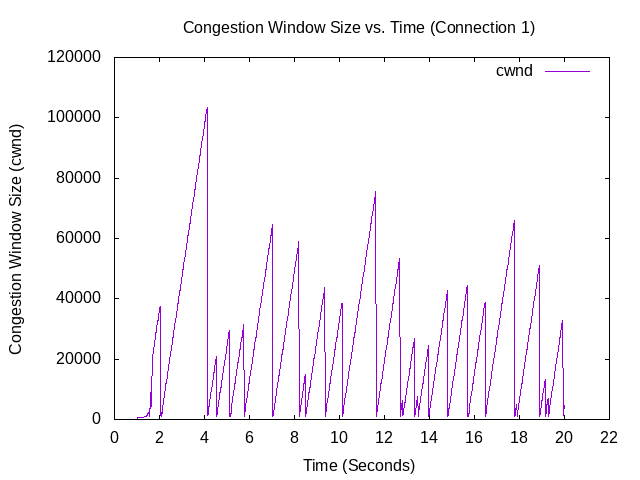 Congestion Window Size vs. Time (Connection 1)
cwnd
120000
100000
80000
60000
40000
20000
0
Congestion Window Size (cwnd)
0 2 4 6 8 10 12 14 16 18 20 22
Time (Seconds)